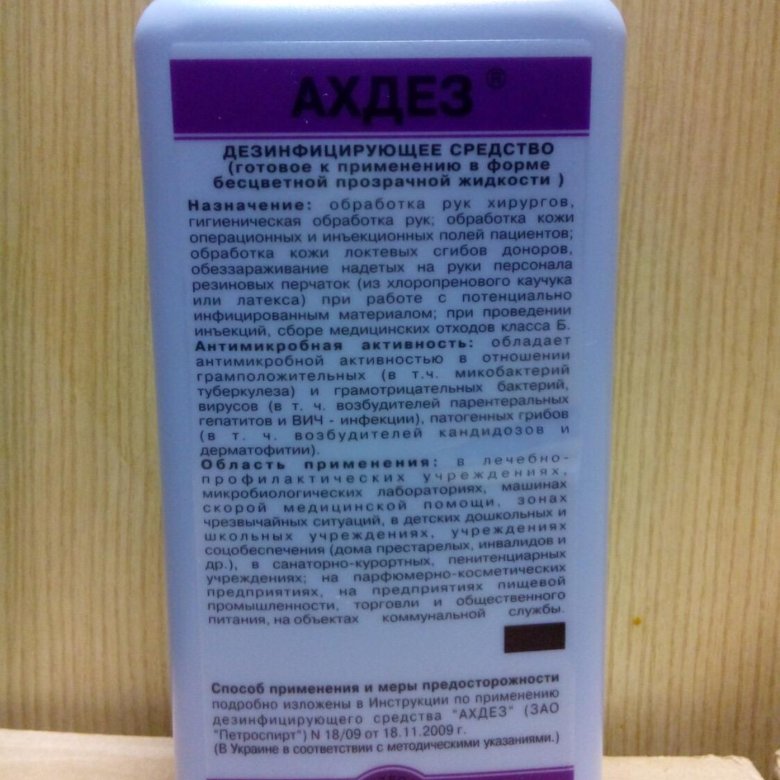 АХДЕЗ ®
ДЕЗИНФИЦИРУЮЩЕЕ СРЕДСТВО
(готовое к применению в форме
бесцветной прозрачной жидкости )
Назначение: обработка рук хирургов,
гигиеническая обработка рук; обработка кожи
операционных и инъекционных полей пациентов;
обработка кожи локтевых сгибов доноров,
обеззараживание надетых на руки персонала
резиновых перчаток (из хлоропренового каучука
или латекса) при работе с потенциально
инфицированным материалом; при проведении
инъекций, сборе медицинских отходов класса Б.
Антимикробная активность: обладает
антимикробной активностью в отношении
грамположительных (в т.ч. микобактерий
туберкулеза) и грамотрицательных бактерий,
вирусов (в т. ч. возбудителей парентеральных
гепатитов и ВИЧ - инфекции), патогенных грибов
(в т. ч. возбудителей кандидозов и
дерматофитии).
Область применения: в лечебно-
профилактических учреждениях,
микробиологических лабораториях, машинах
скорой медицинской помощи, зонах
чрезвычайных ситуаций, в детских дошкольных и
школьных учреждениях, учреждениях
соцобеспечения (дома престарелых, инвалидов и
др.), в санаторно-курортных, пенитенциарных
учреждениях; на парфюмерно-косметических
предприятиях, на предприятиях пищевой
промышленности, торговли и общественного
питания, на объектах коммунальной службы.
Способ применения и меры предосторожности
подробно изложены в Инструкции по применению
дезинфицирующего средства "АХДЕЗ" (ЗАО
"Петроспирт") N 18/09 от 18.11.2009 г.
(В Украине в соответствии с методическими указаниями.)